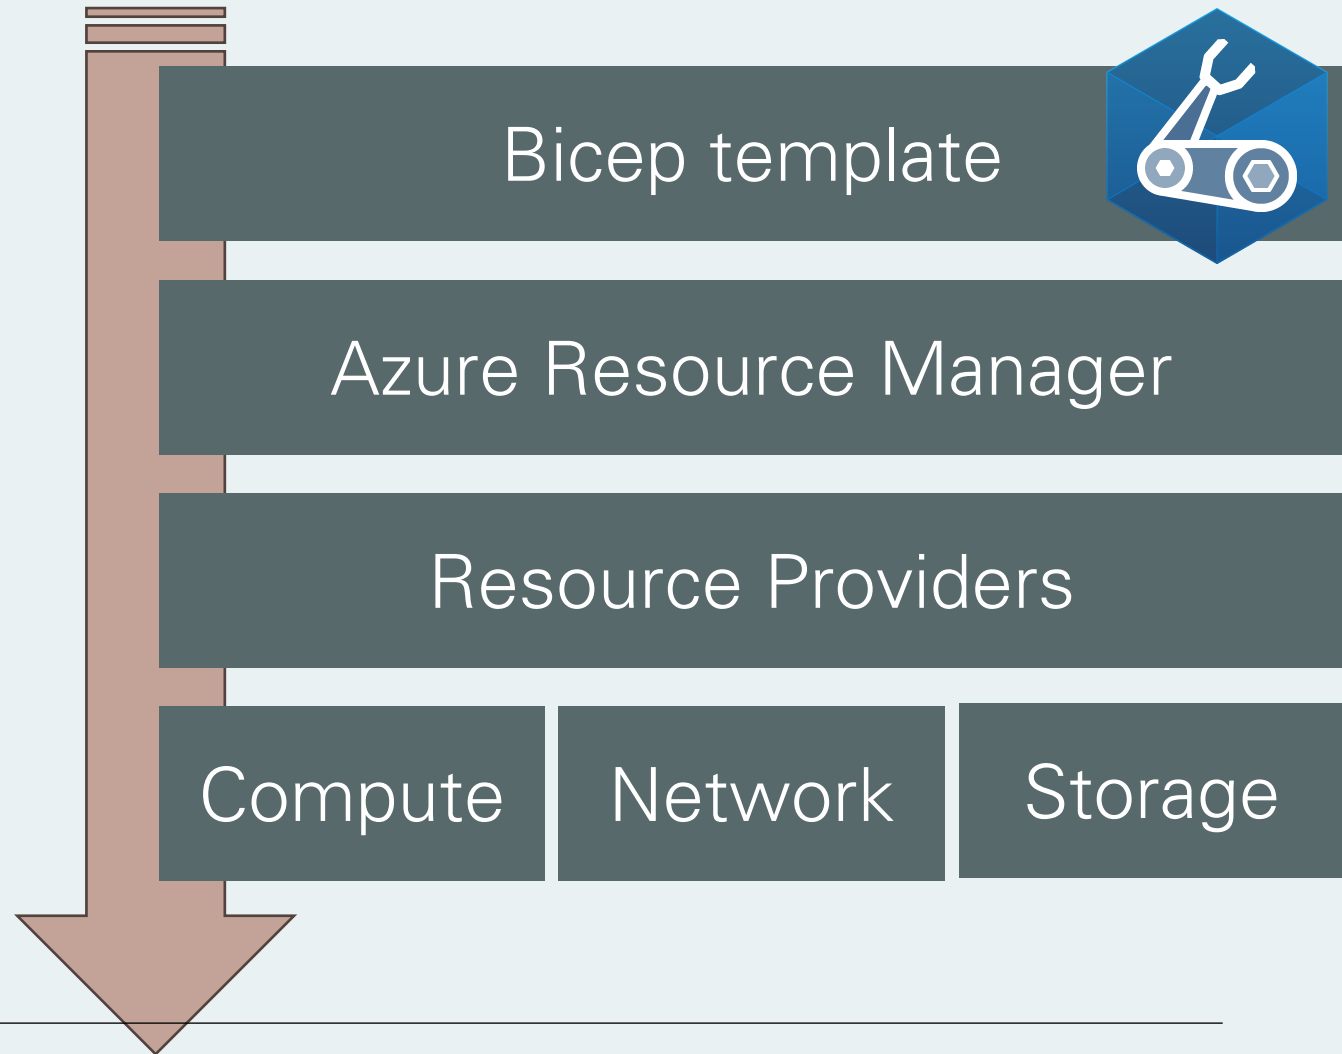 Bicep template
Azure Resource Manager
Resource Providers
Compute
Network
Storage